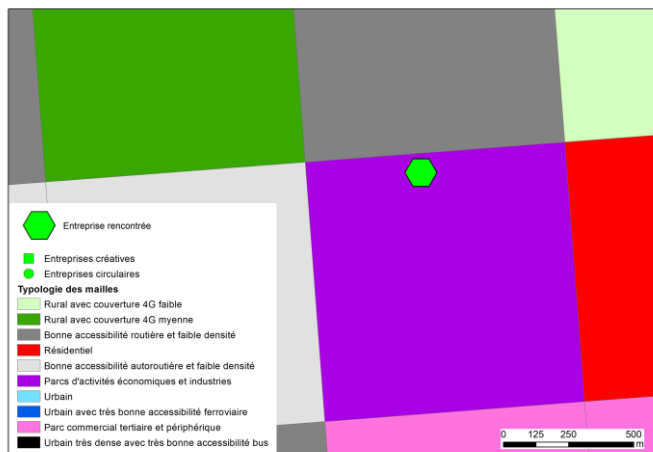 Entreprise rencontrée
Entreprises créatives
Entreprises circulaires
Typologie des mailles
Rural avec couverture 4G faible
Rural avec couverture 4G myenne
Bonne accessibilité routière et faible densité
Résidentiel
Bonne accessibilité autoroutière et faible densité
Parcs d'activités économiques et industries
Urbain
Urbain avec très bonne accessibilité ferroviaire
Parc commercial tertiaire et périphérique
Urbain très dense avec très bonne accessibilité bus
0 125 250 500
m